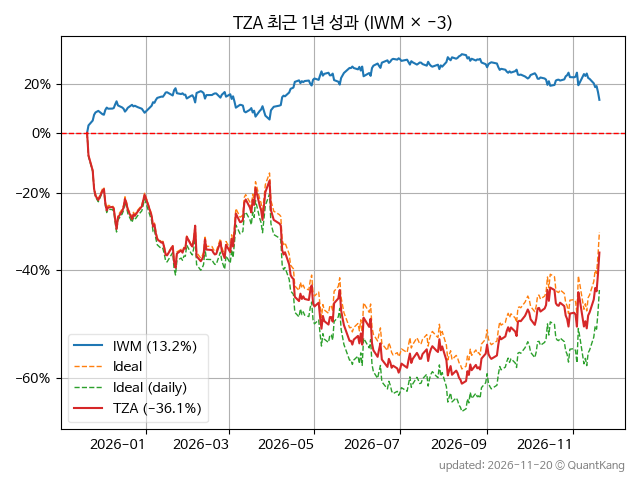 TZA 최근 1년 성과 (IWM × −3)
20%
0%
−20%
−40%
−60%
IWM (13.2%)
Ideal
Ideal (daily)
TZA (−36.1%)
2026-01
2026-03
2026-05
2026-07
2026-09
2026-11
updated: 2026-11-20 © QuantKang